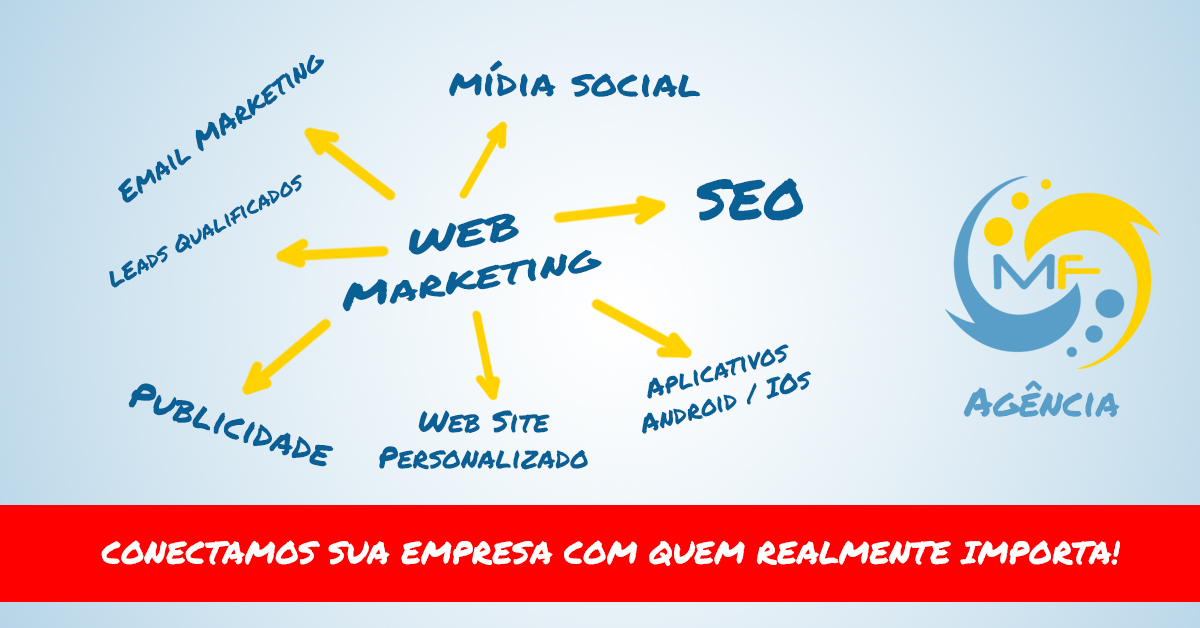 Email Marketing
MÍDIA SOCIAL
Leads Qualificados
SEO
WEB
MARKETING
Publicidade
Web Site
Personalizado
Aplicativos
Android / IOs
MF
Agência
CONECTAMOS SUA EMPRESA COM QUEM REALMENTE IMPORTA!